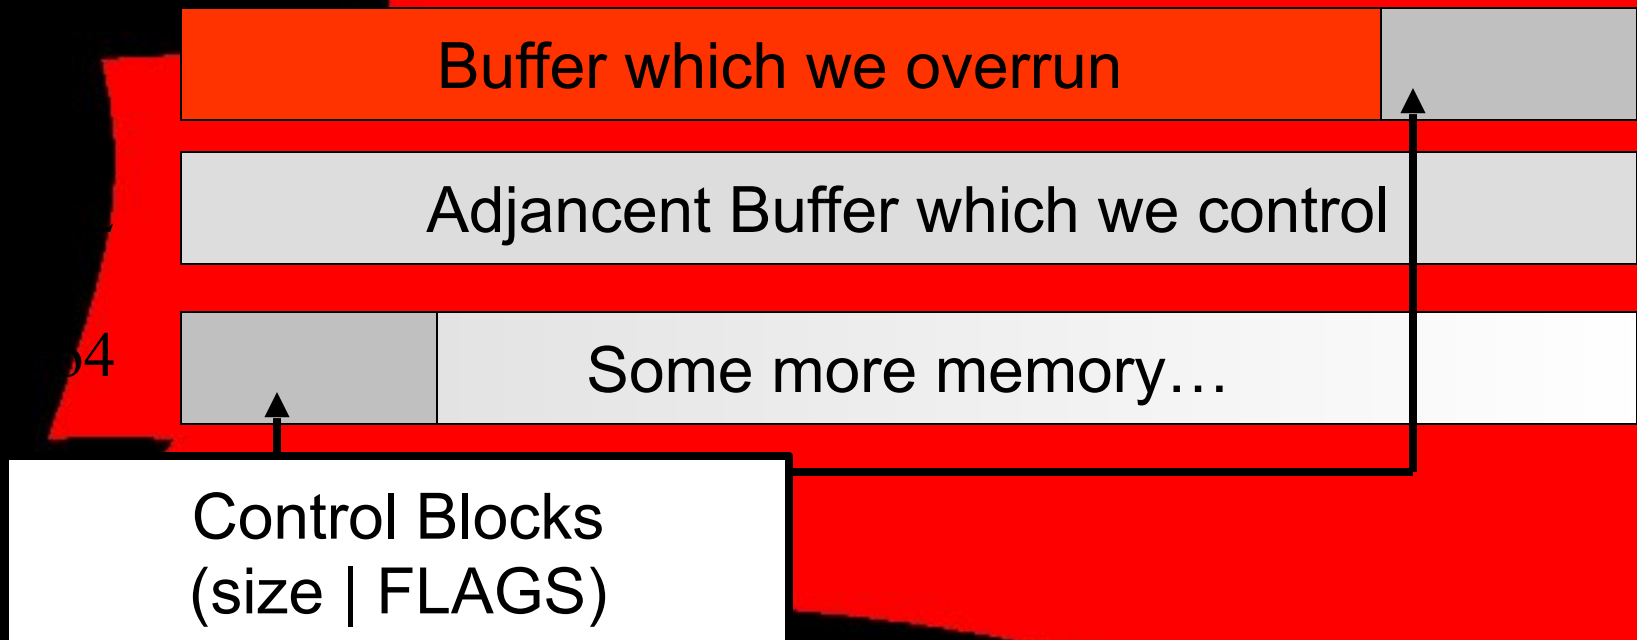 Buffer which we overrun
Adjancent Buffer which we control
Some more memory…
Control Blocks
(size | FLAGS)